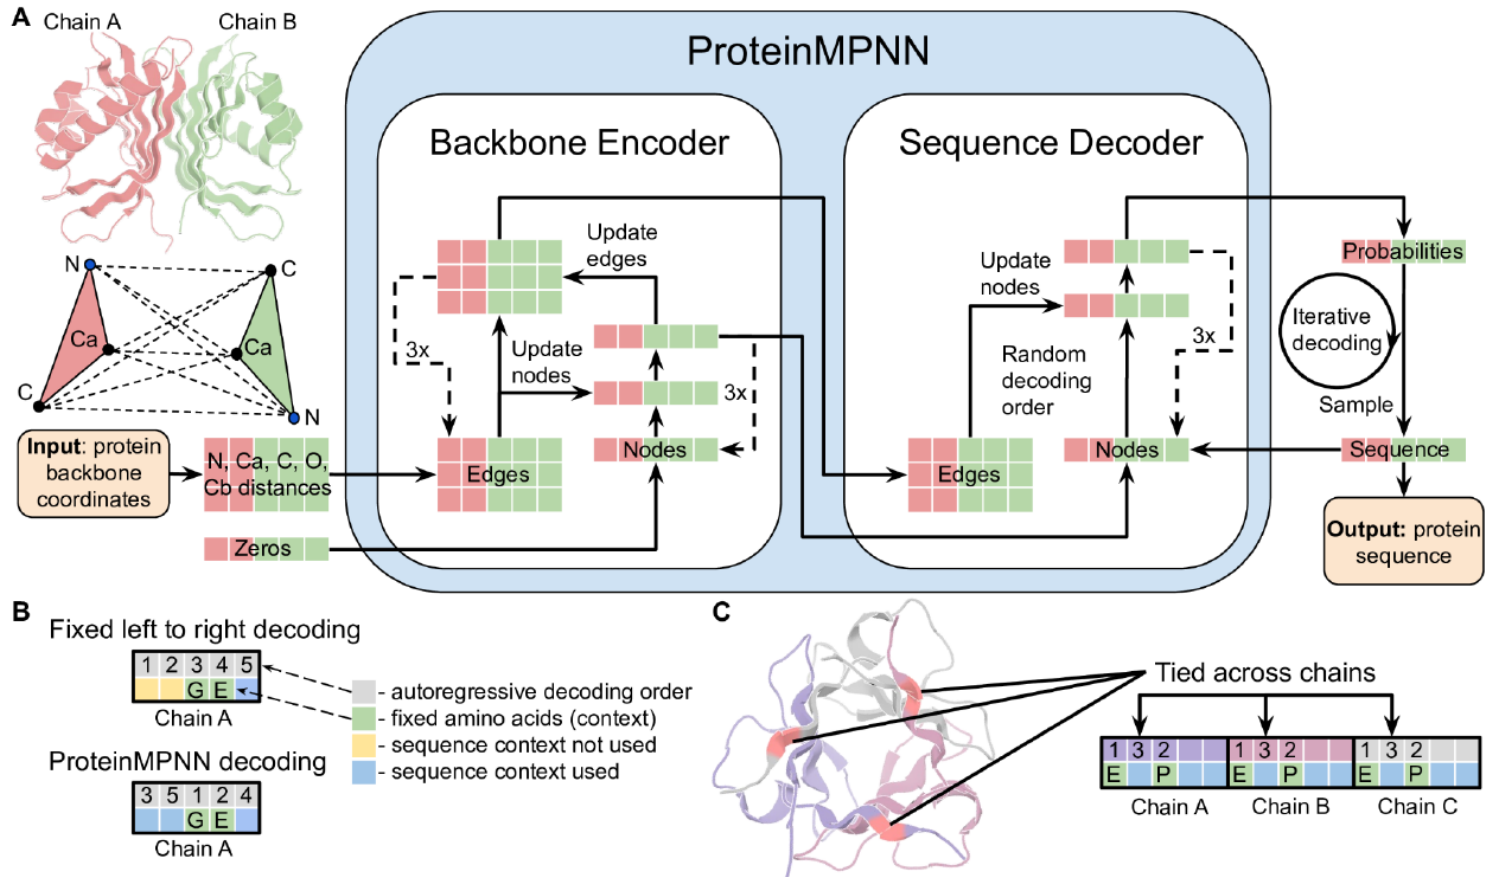 A
Chain A
Chain B
N
C
Ca
Ca
C
N
Input: protein
backbone
coordinates
N, Ca, C, O,
Cb distances
Zeros
ProteinMPNN
Backbone Encoder
Update
edges
3x
Update
nodes
3x
Edges
Nodes
Sequence Decoder
Update
nodes
Random
decoding
order
3x
Edges
Nodes
Probabilities
Iterative
decoding
Sample
Sequence
Output: protein
sequence
B
Fixed left to right decoding
1 2 3 4 5
G E
Chain A
ProteinMPNN decoding
3 5 1 2 4
G E
Chain A
- autoregressive decoding order
- fixed amino acids (context)
- sequence context not used
- sequence context used
C
Tied across chains
1 3 2 1 3 2 1 3 2
E P E P E P
Chain A Chain B Chain C